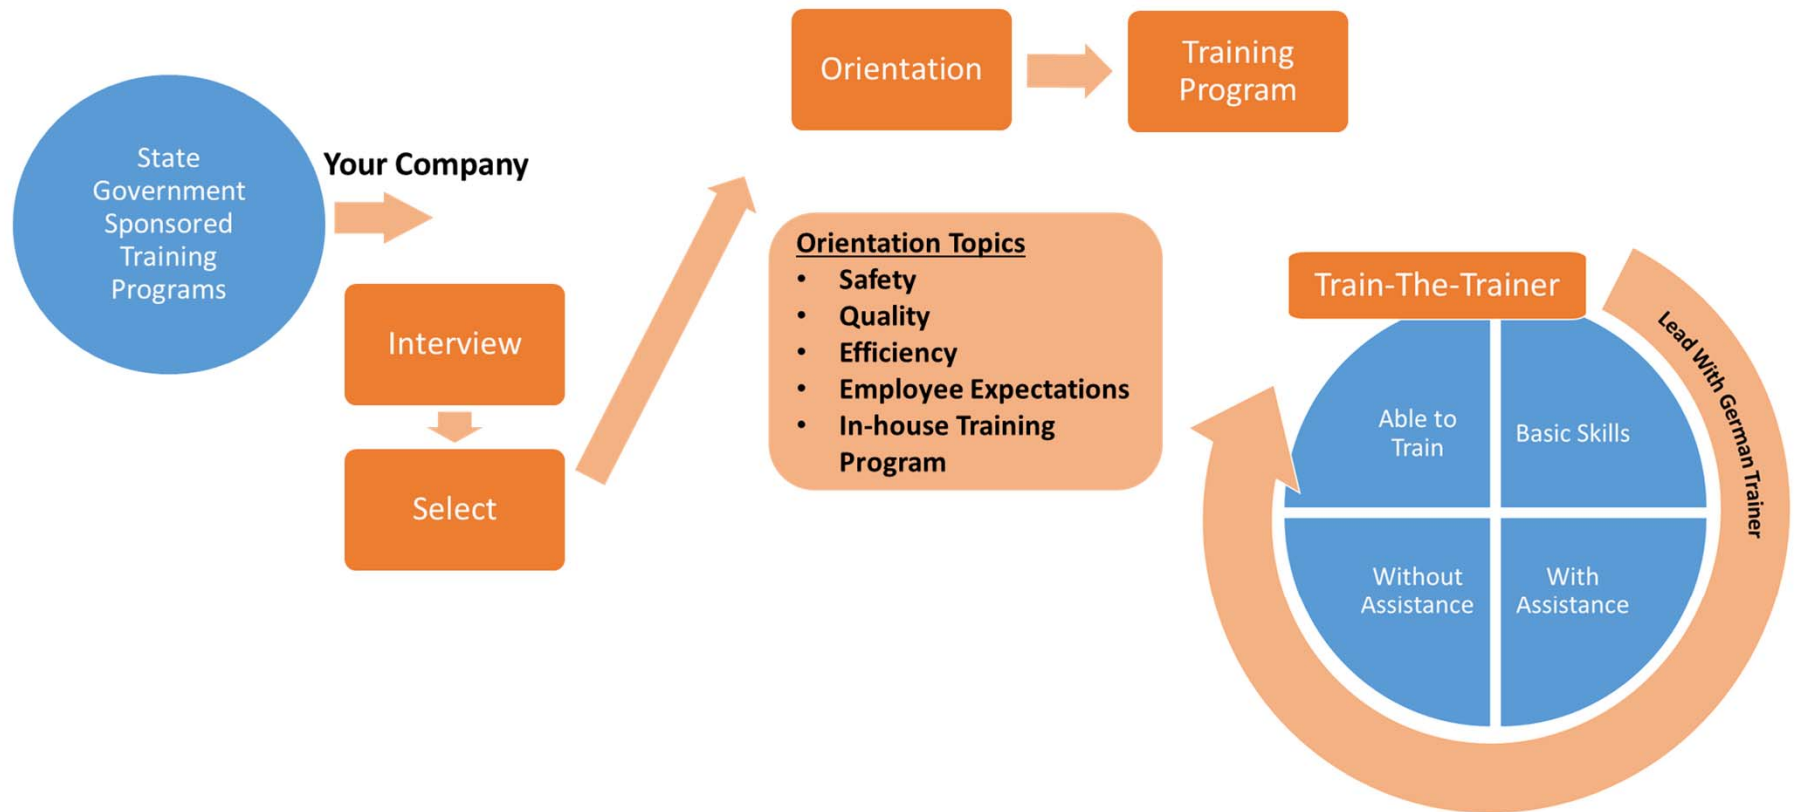 State
Government
Sponsored
Training
Programs
Your Company
Interview
Select
Orientation
Training
Program
Orientation Topics
• Safety
• Quality
• Efficiency
• Employee Expectations
• In-house Training
Program
Train-The-Trainer
Lead With German Trainer
Able to
Train
Basic Skills
Without
Assistance
With
Assistance